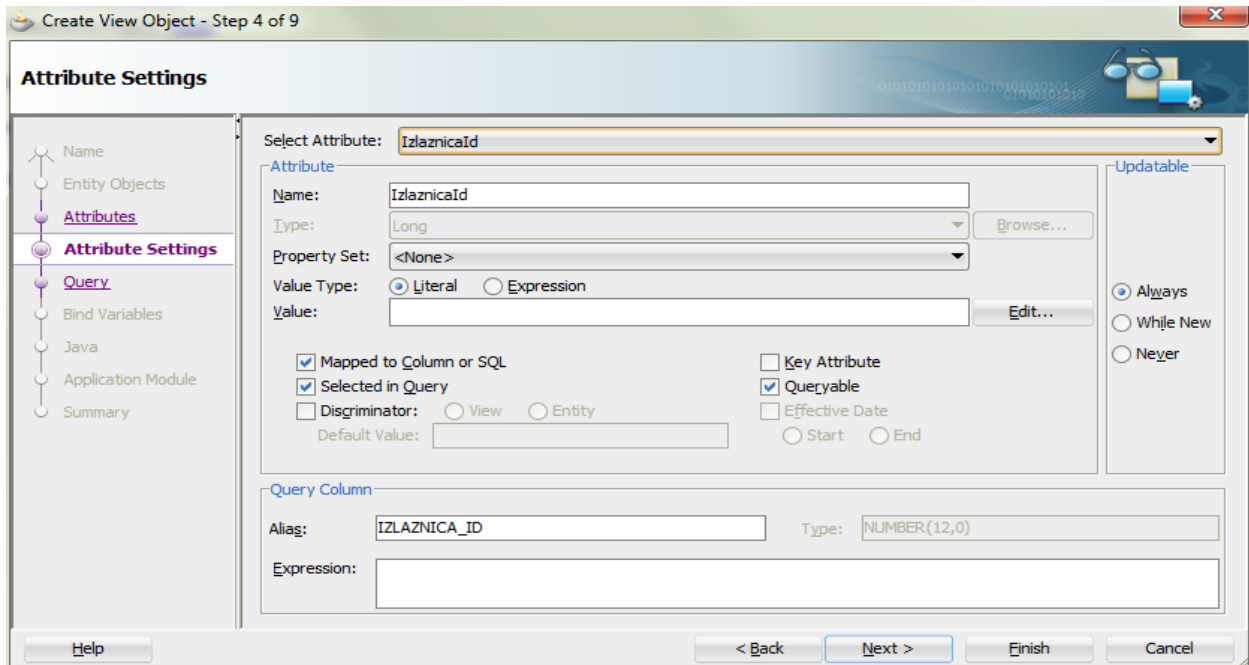 Create View Object - Step 4 of 9
Attribute Settings
Name
Entity Objects
Attributes
Attribute Settings
Query
Bind Variables
Java
Application Module
Summary
Select Attribute: IzlaznicaId
Attribute
Name: IzlaznicaId
Type: Long Browse...
Property Set: <None>
Value Type: Literal Expression
Value: Edit...
Mapped to Column or SQL Key Attribute
Selected in Query Queryable
Discriminator: View Entity Effective Date
Default Value: Start End
Updatable
Always
While New
Never
Query Column
Alias: IZLAZNICA_ID Type: NUMBER(12,0)
Expression:
Help < Back Next > Finish Cancel